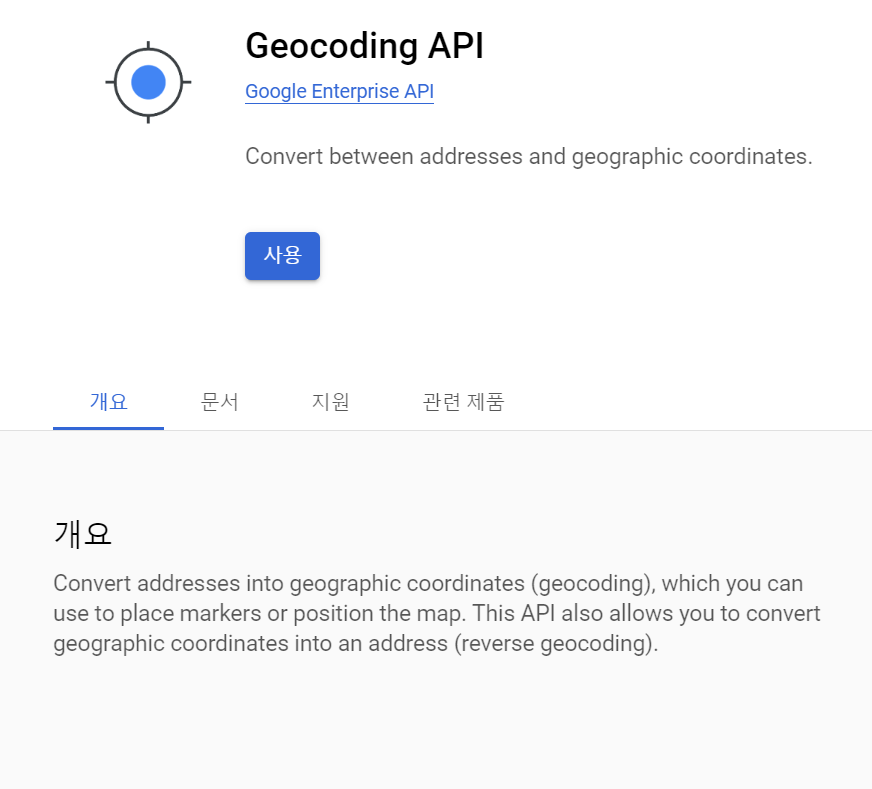 Geocoding API
Google Enterprise API
Convert between addresses and geographic coordinates.
사용
개요
문서
지원
관련 제품
개요
Convert addresses into geographic coordinates (geocoding), which you can
use to place markers or position the map. This API also allows you to convert
geographic coordinates into an address (reverse geocoding).